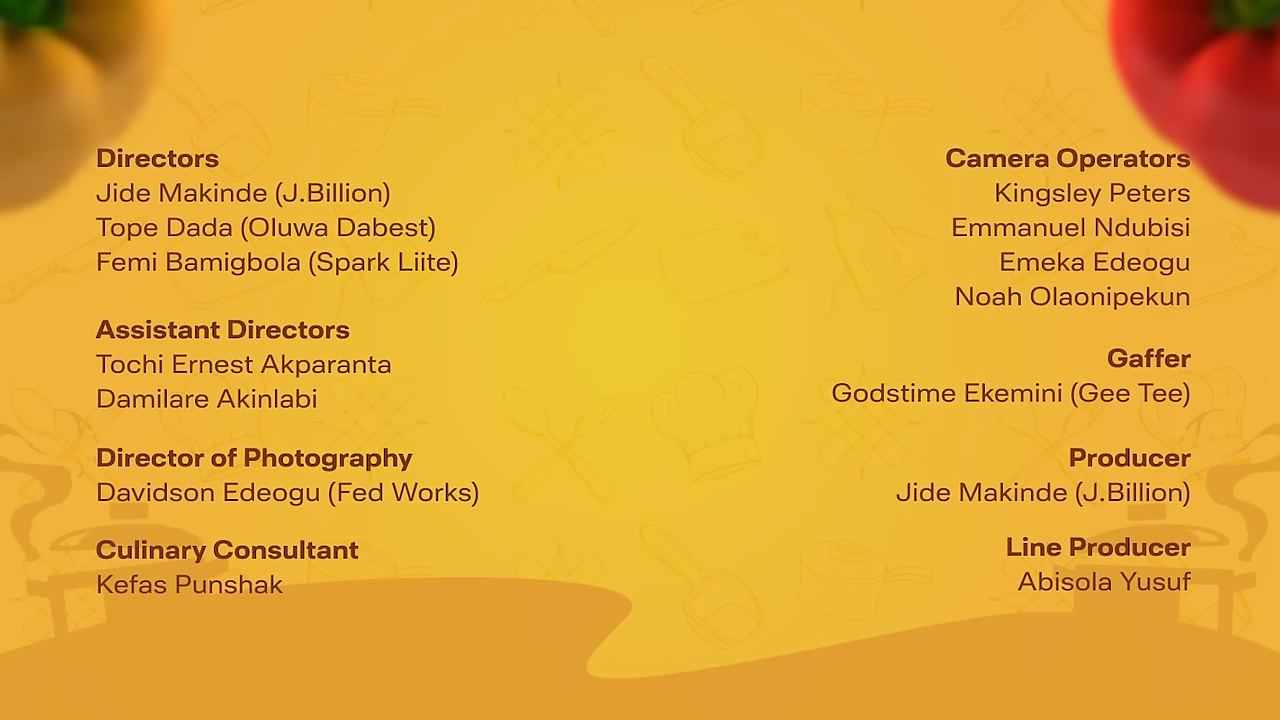 Directors
Jide Makinde (J.Billion)
Tope Dada (Oluwa Dabest)
Femi Bamigbola (Spark Liite)
Assistant Directors
Tochi Ernest Akparanta
Damilare Akinlabi
Director of Photography
Davidson Edeogu (Fed Works)
Culinary Consultant
Kefas Punshak
Camera Operators
Kingsley Peters
Emmanuel Ndubisi
Emeka Edeogu
Noah Olaonipekun
Gaffer
Godstime Ekemini (Gee Tee)
Producer
Jide Makinde (J.Billion)
Line Producer
Abisola Yusuf